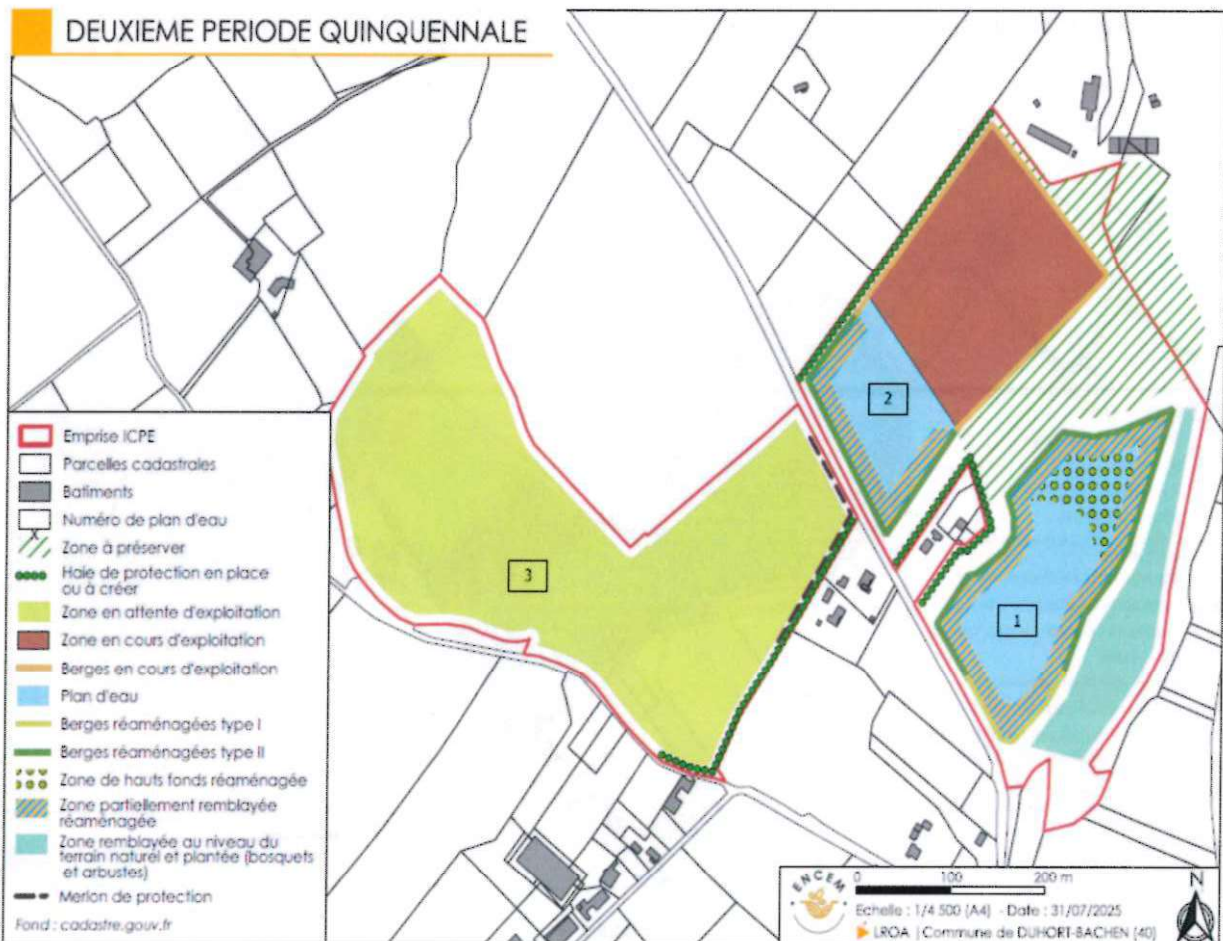 DEUXIEME PERIODE QUINQUENNALE
2
3
1
Emprise ICPE
Parcelles cadastrales
Batiments
Numéro de plan d'eau
X
Zone à préserver
Haie de protection en place
ou à créer
Zone en attente d'exploitation
Zone en cours d'exploitation
Berges en cours d'exploitation
Plan d'eau
Berges réaménagées type I
Berges réaménagées type II
Zone de hauts fonds réaménagée
Zone partiellement remblayée
réaménagée
Zone remblayée au niveau du
terrain naturel et plantée (bosquets
et arbustes)
Merlon de protection
Fond : cadastre.gouv.fr
ENCEM
0 100 200 m
N
Echelle : 1/4 500 (A4) - Date : 31/07/2025
LROA | Commune de DUHORT-BACHEN (40)